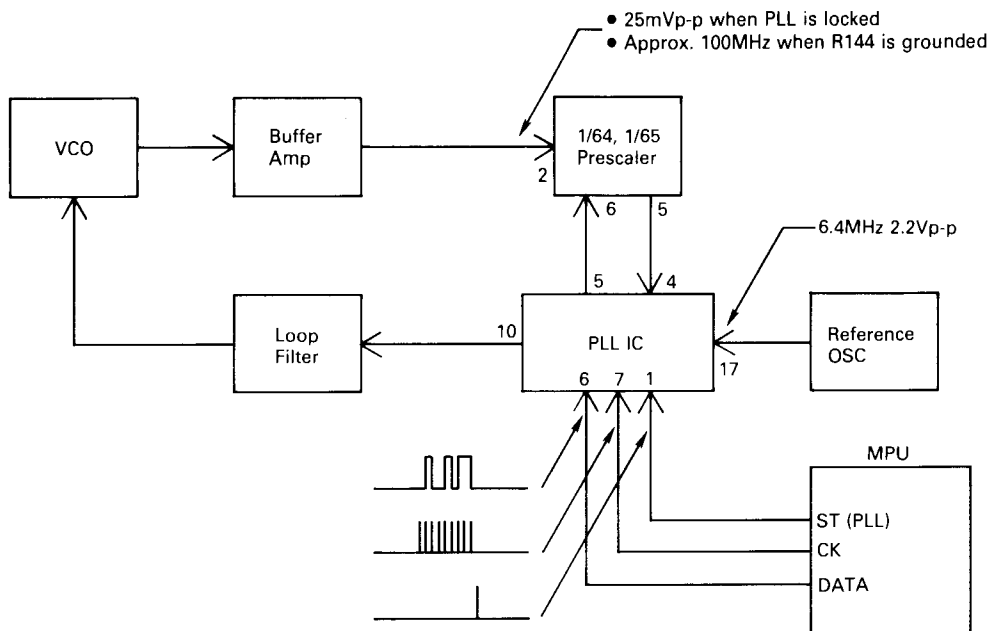 • 25mVp-p when PLL is locked
• Approx. 100MHz when R144 is grounded
VCO
Buffer
Amp
1/64, 1/65
Prescaler
2
6
5
6.4MHz 2.2Vp-p
5
4
Loop
Filter
10
PLL IC
17
Reference
OSC
6 7 1
MPU
ST (PLL)
CK
DATA